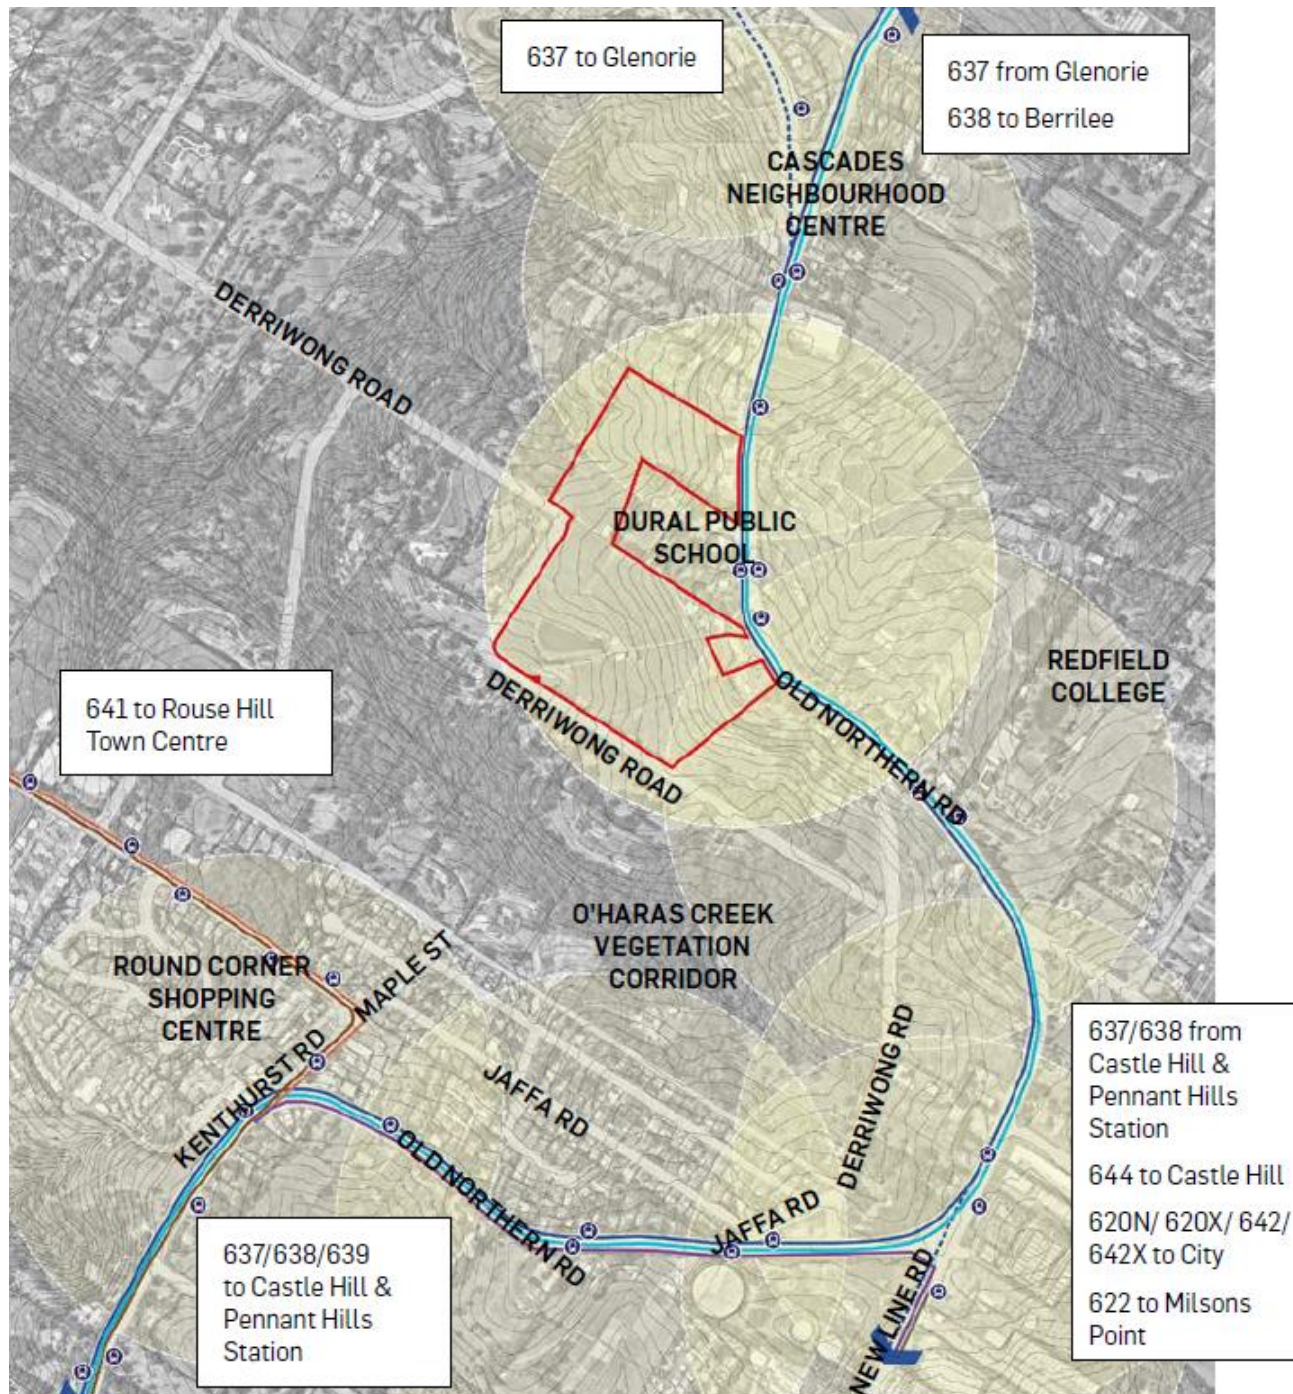 637 to Glenorie
637 from Glenorie
638 to Berrilee
CASCADES
NEIGHBOURHOOD
CENTRE
DERRIWONG ROAD
DURAL PUBLIC
SCHOOL
REDFIELD
COLLEGE
OLD NORTHERN RD
DERRIWONG ROAD
641 to Rouse Hill
Town Centre
O'HARAS CREEK
VEGETATION
CORRIDOR
ROUND CORNER
SHOPPING
CENTRE
MAPLE ST
KENTHURST RD
JAFFA RD
DERRIWONG RD
OLD NORTHERN RD
JAFFA RD
NEW LINE RD
637/638 from
Castle Hill &
Pennant Hills
Station
644 to Castle Hill
620N/ 620X/ 642/
642X to City
622 to Milsons
Point
637/638/639
to Castle Hill &
Pennant Hills
Station